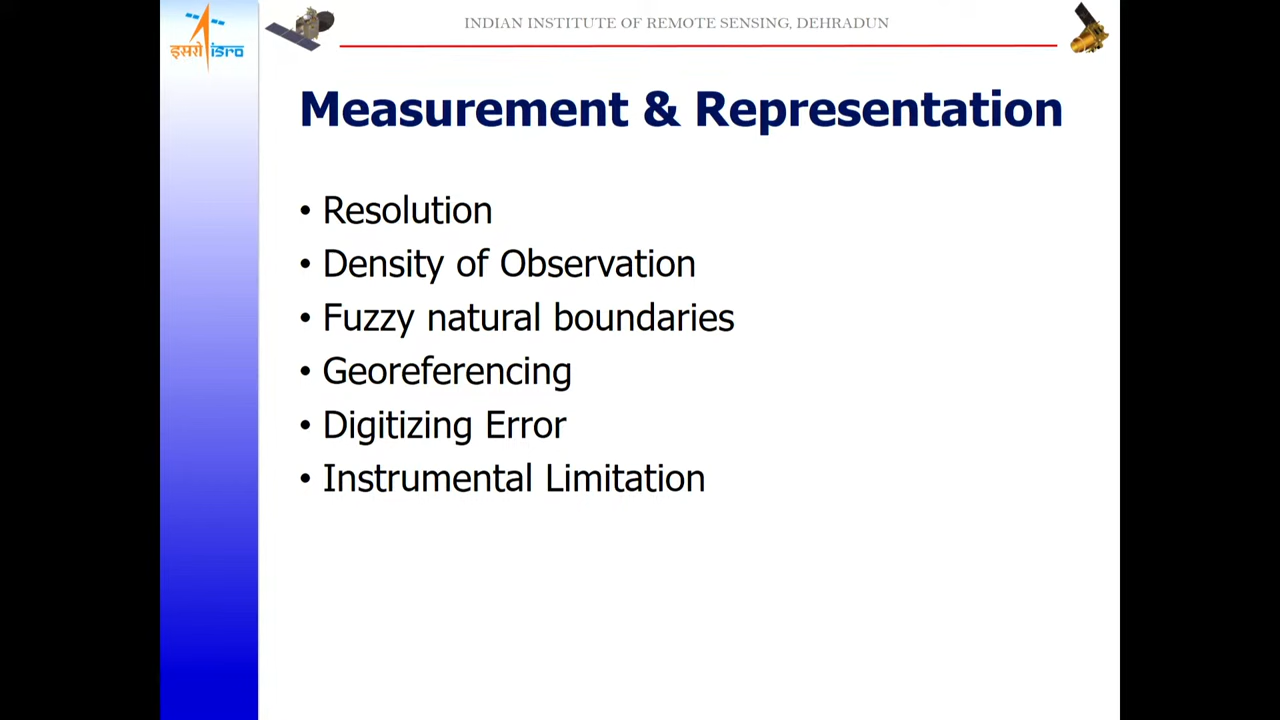 इसरो isro
INDIAN INSTITUTE OF REMOTE SENSING, DEHRADUN
Measurement & Representation
• Resolution
• Density of Observation
• Fuzzy natural boundaries
• Georeferencing
• Digitizing Error
• Instrumental Limitation